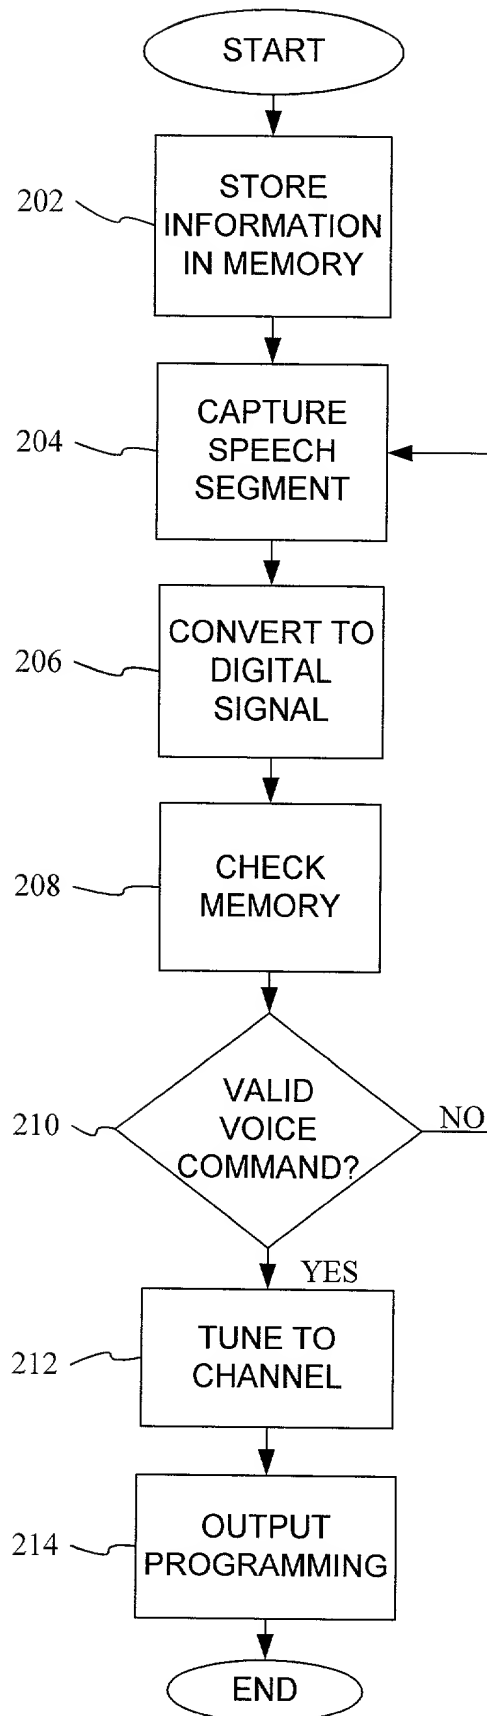 START
202
STORE
INFORMATION
IN MEMORY
204
CAPTURE
SPEECH
SEGMENT
206
CONVERT TO
DIGITAL
SIGNAL
208
CHECK
MEMORY
210
VALID
VOICE
COMMAND?
NO
YES
212
TUNE TO
CHANNEL
214
OUTPUT
PROGRAMMING
END